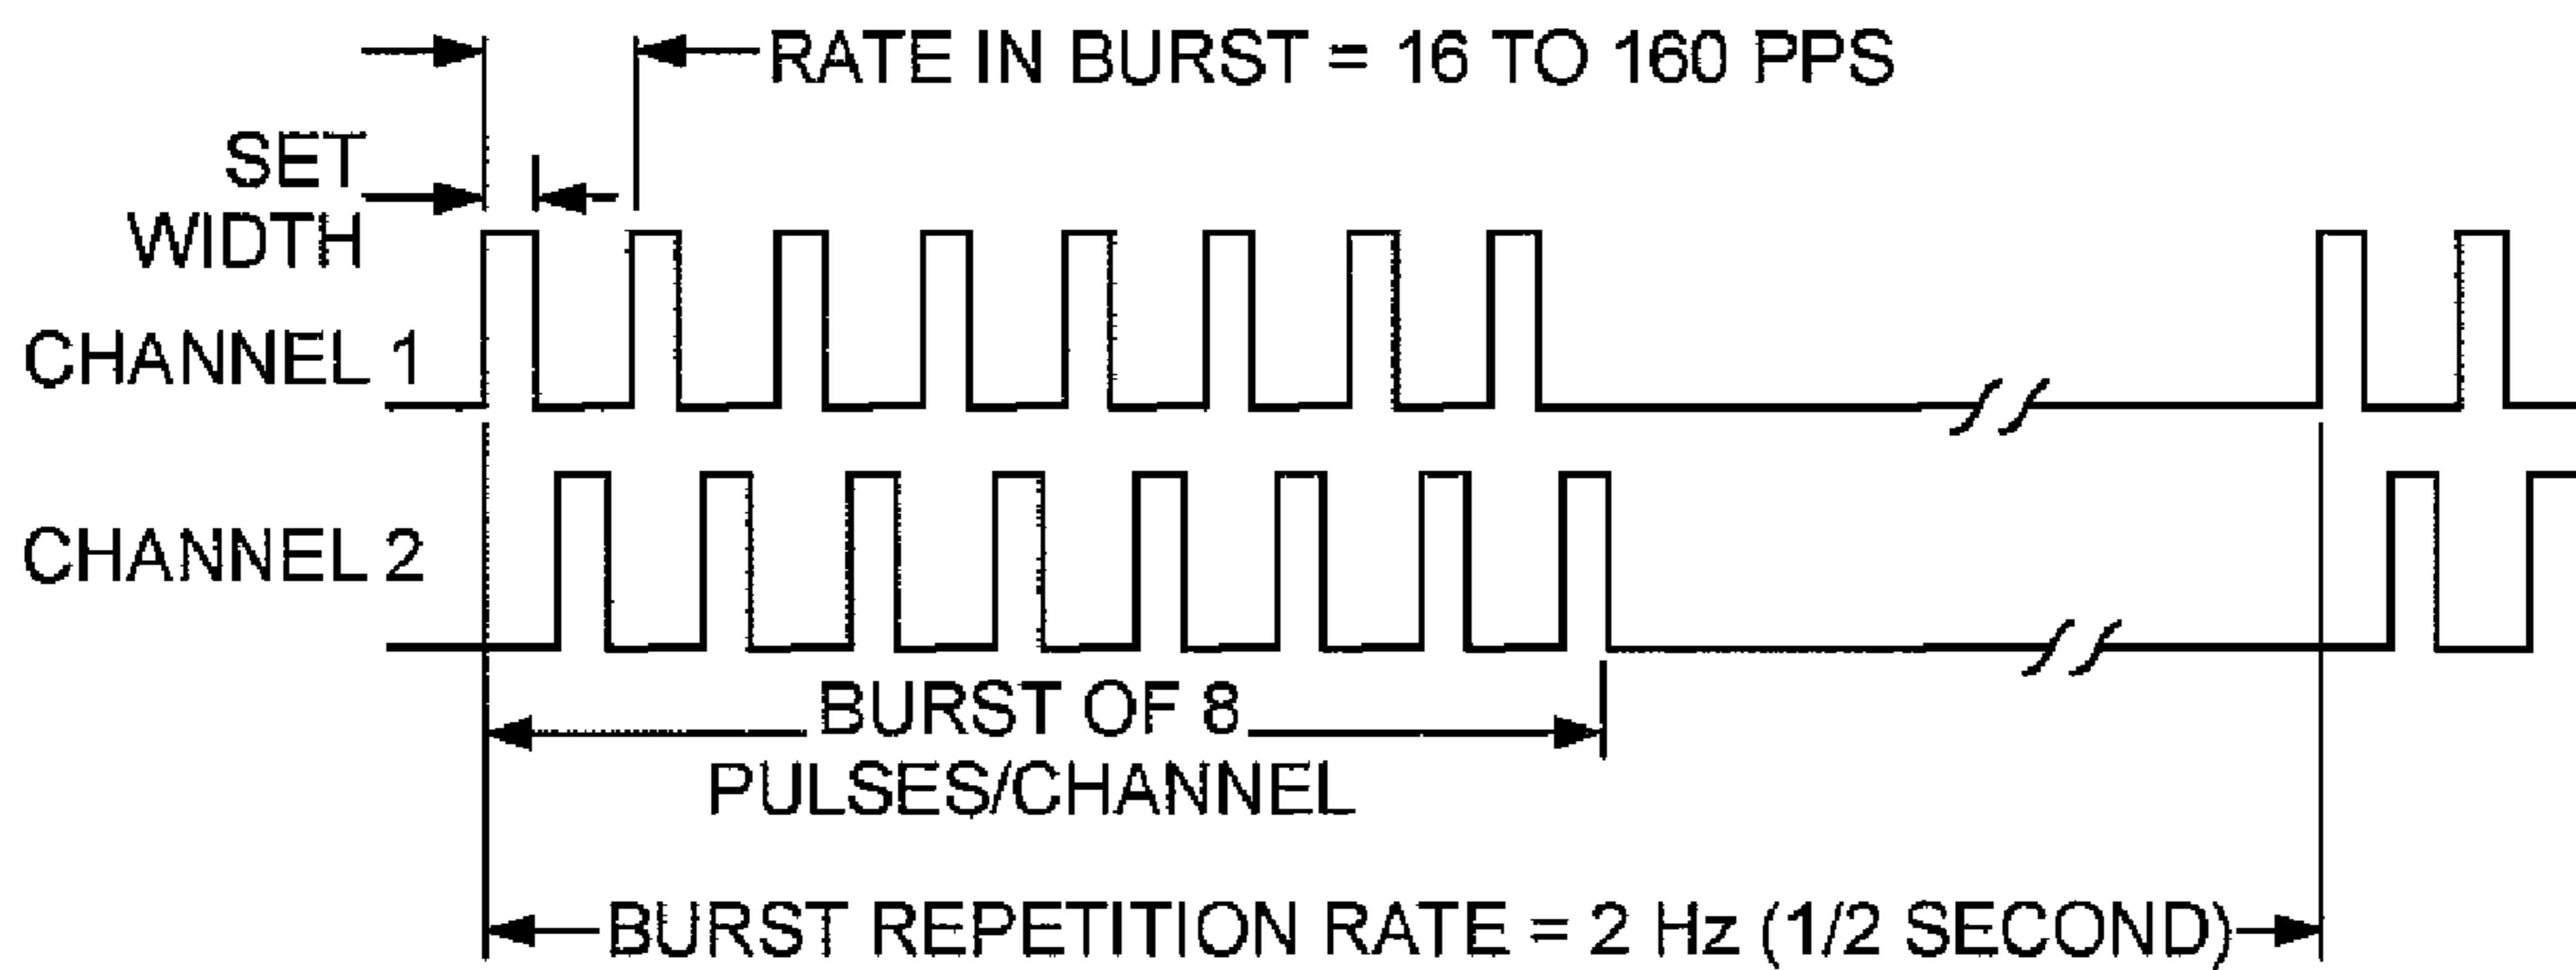 RATE IN BURST = 16 TO 160 PPS
SET
WIDTH
CHANNEL 1
CHANNEL 2
BURST OF 8
PULSES/CHANNEL
BURST REPETITION RATE = 2 Hz (1/2 SECOND)